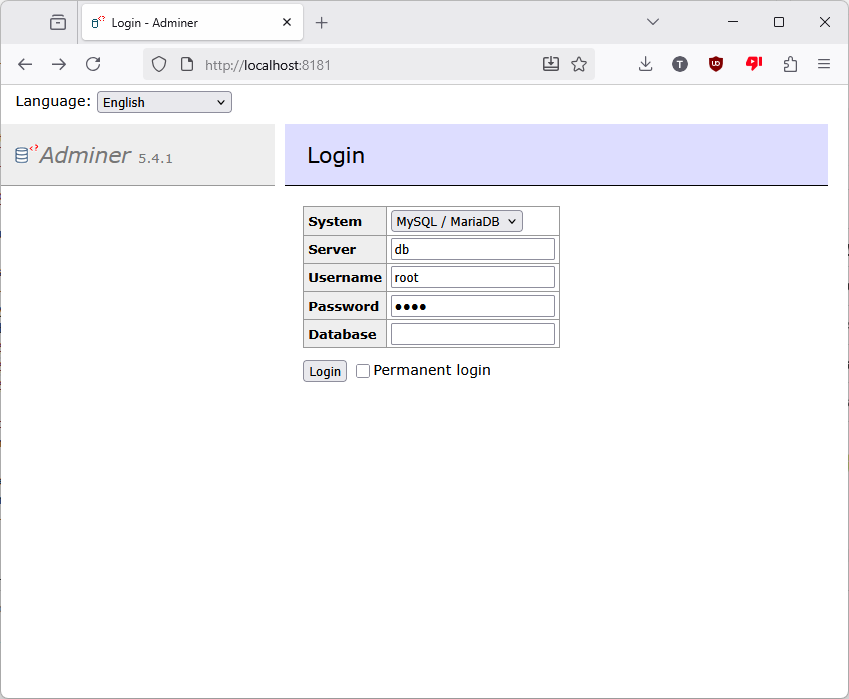 Login - Adminer
http://localhost:8181
Language: English
Adminer 5.4.1
Login
System MySQL / MariaDB
Server db
Username root
Password ••••
Database
Login Permanent login